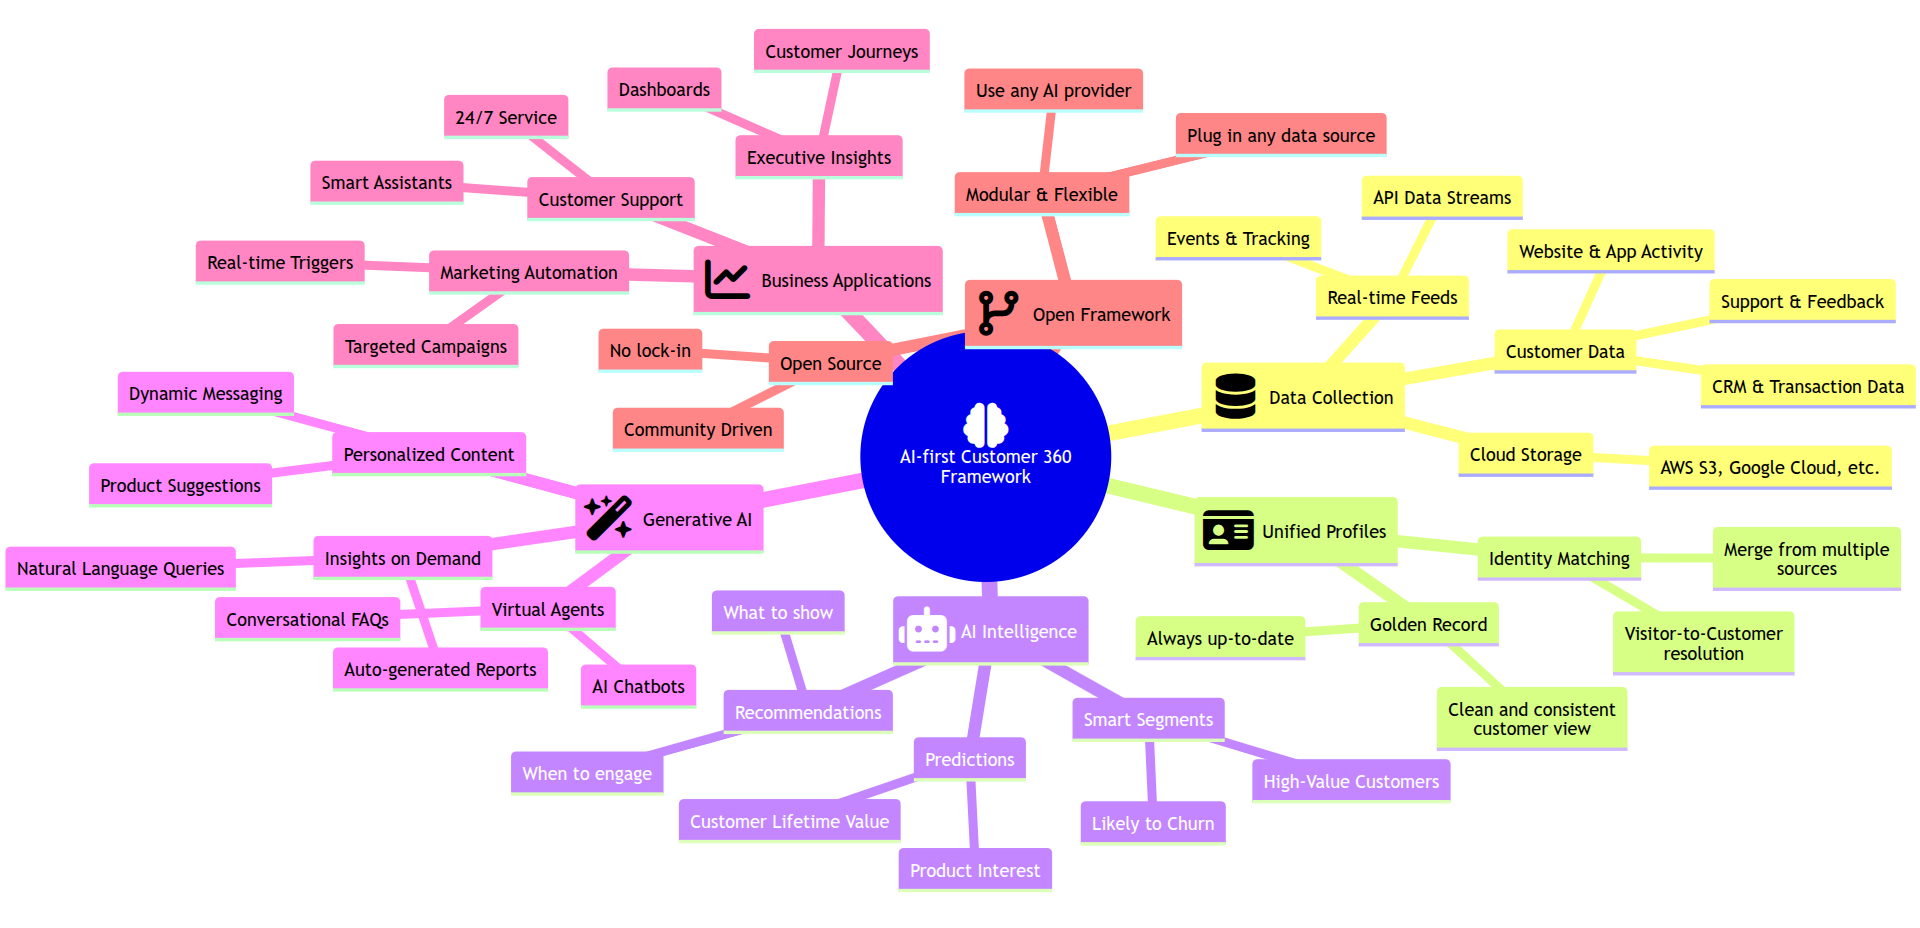 AI-first Customer 360
Framework
Data Collection
Customer Data
Website & App Activity
Support & Feedback
CRM & Transaction Data
Real-time Feeds
Events & Tracking
API Data Streams
Cloud Storage
AWS S3, Google Cloud, etc.
Unified Profiles
Identity Matching
Merge from multiple
sources
Visitor-to-Customer
resolution
Golden Record
Always up-to-date
Clean and consistent
customer view
AI Intelligence
Smart Segments
High-Value Customers
Likely to Churn
Predictions
Product Interest
Customer Lifetime Value
Recommendations
What to show
When to engage
Generative AI
Personalized Content
Dynamic Messaging
Product Suggestions
Insights on Demand
Natural Language Queries
Auto-generated Reports
Virtual Agents
Conversational FAQs
AI Chatbots
Business Applications
Marketing Automation
Real-time Triggers
Targeted Campaigns
Customer Support
24/7 Service
Smart Assistants
Executive Insights
Dashboards
Customer Journeys
Open Framework
Modular & Flexible
Use any AI provider
Plug in any data source
Open Source
No lock-in
Community Driven